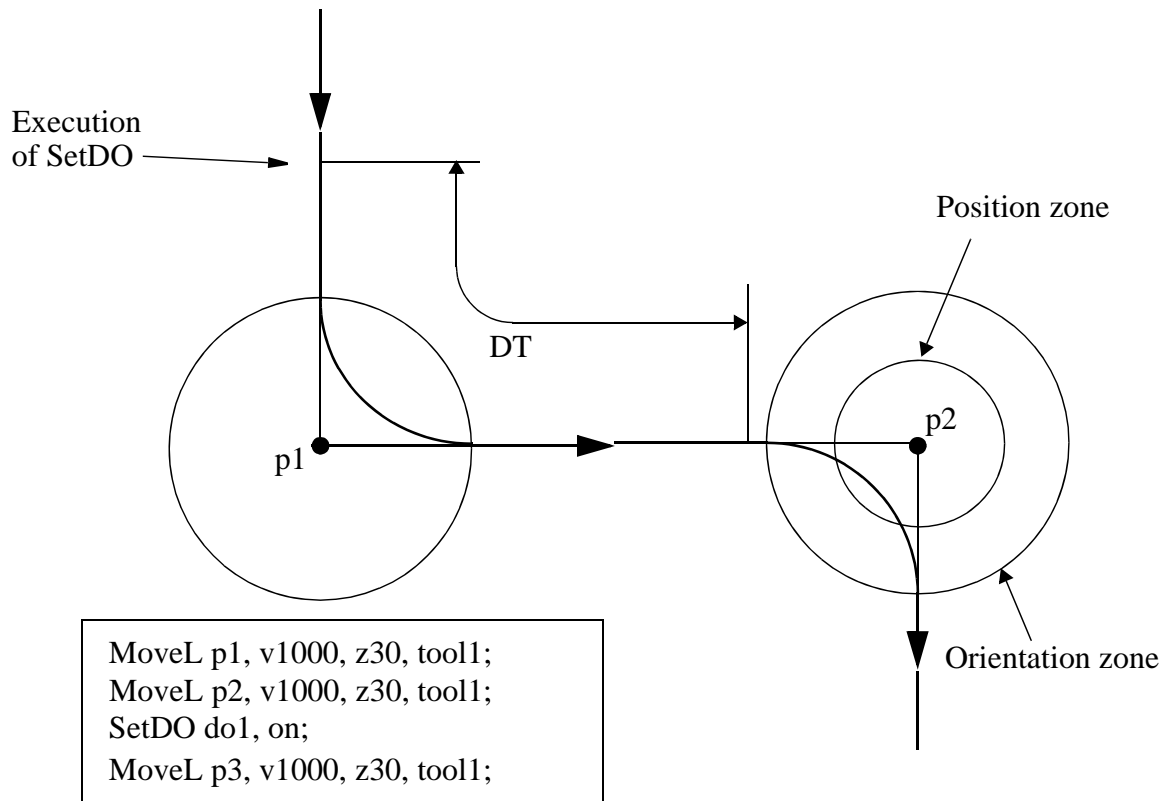 Execution
of SetDO
Position zone
DT
p1
p2
Orientation zone
MoveL p1, v1000, z30, tool1;
MoveL p2, v1000, z30, tool1;
SetDO do1, on;
MoveL p3, v1000, z30, tool1;